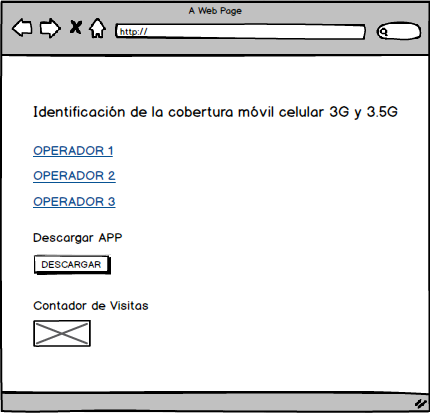 A Web Page
http://
Identificación de la cobertura móvil celular 3G y 3.5G
OPERADOR 1
OPERADOR 2
OPERADOR 3
Descargar APP
DESCARGAR
Contador de Visitas